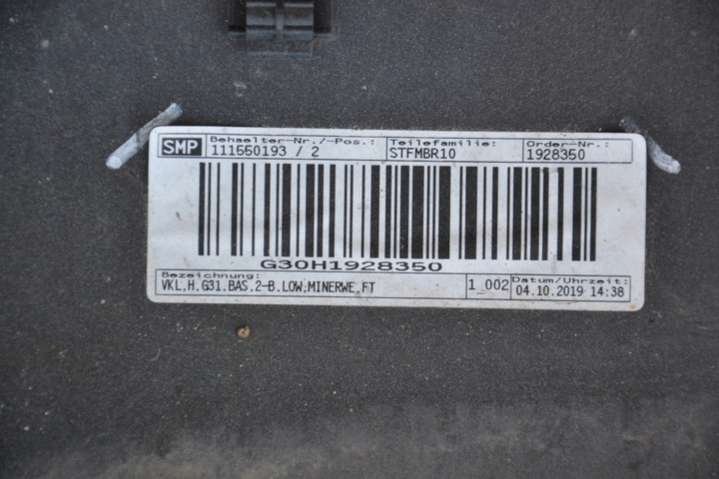 SMP
Behaelter-Nr./-Pos.: Teilefamilie: Order-Nr.:
111550193 / 2 STFMBR10 1928350
G30H1928350
Bezeichnung: Datum/Uhrzeit:
VKL,H,G31,BAS,2-B,LOW,MINERWE,FT 1_002 04.10.2019 14:38